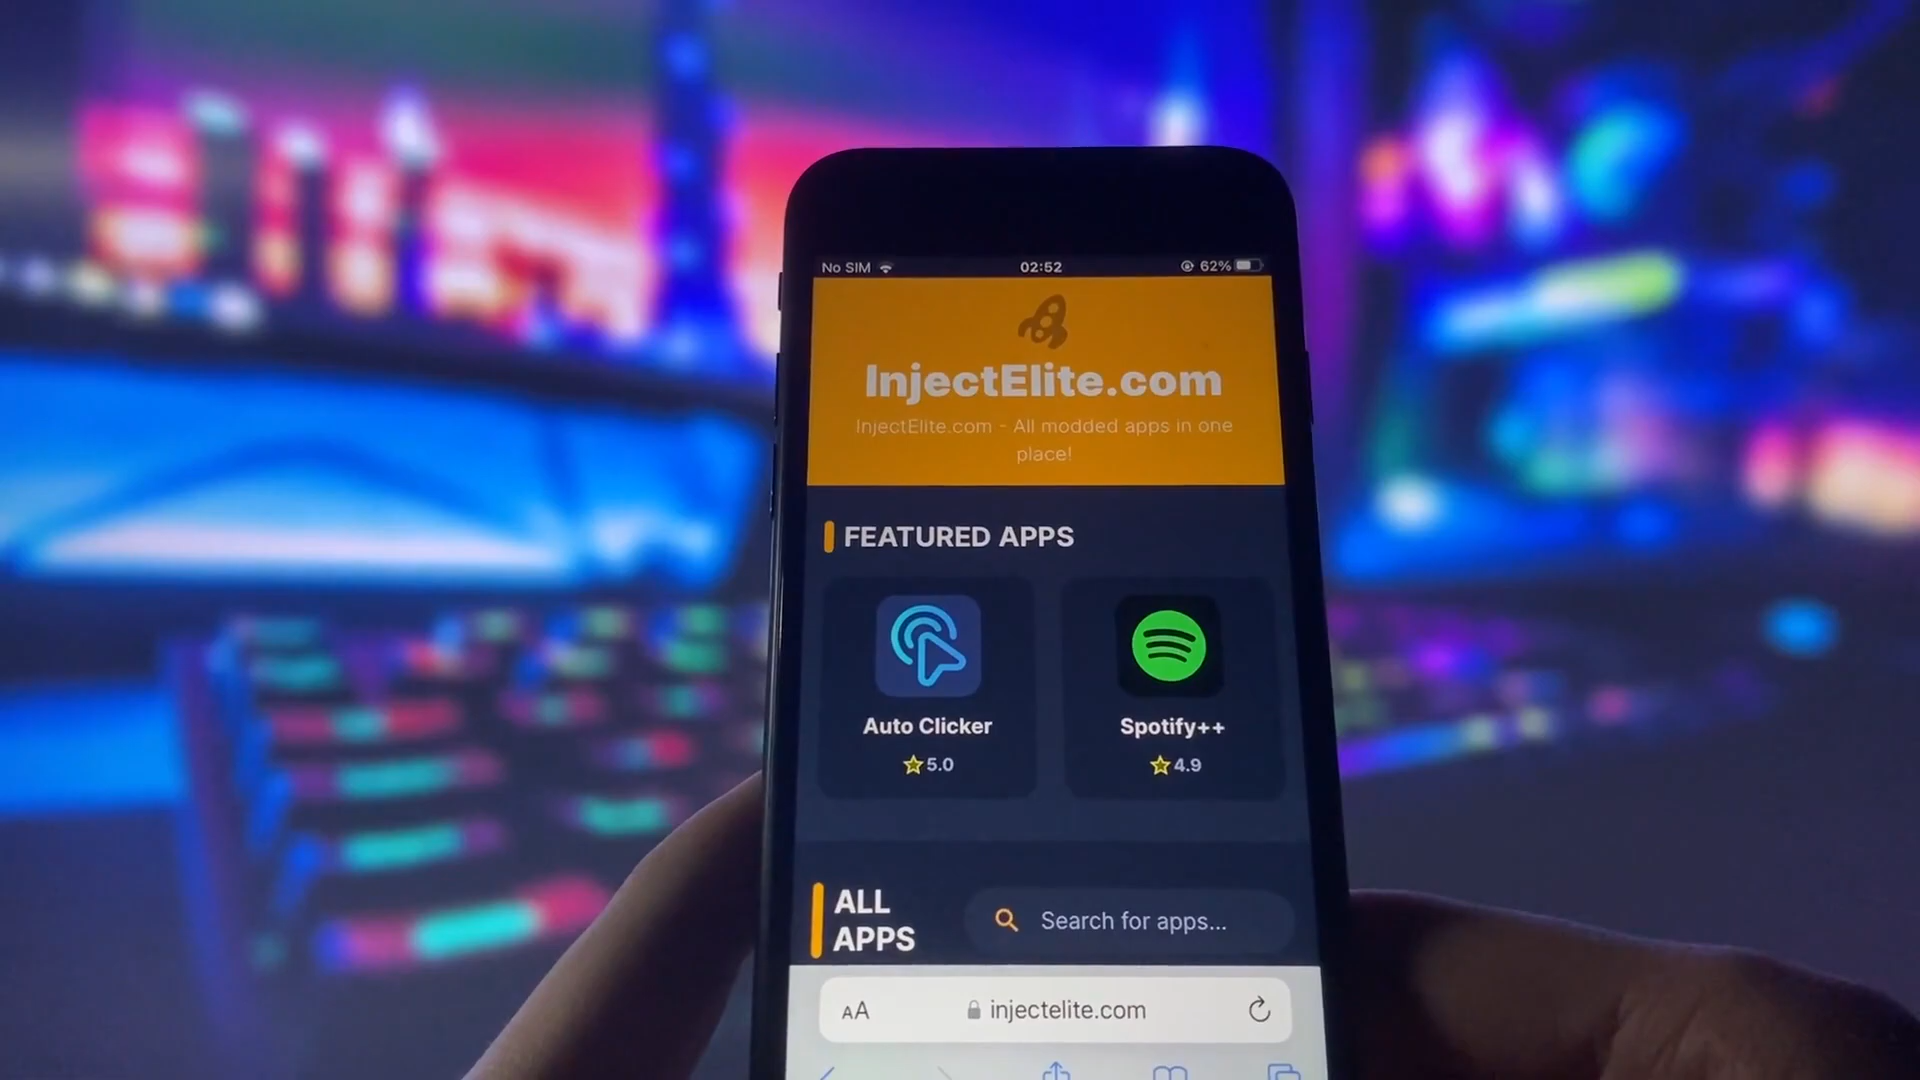 No SIM
02:52
62%
InjectElite.com
InjectElite.com - All modded apps in one
place!
FEATURED APPS
Auto Clicker
5.0
Spotify++
4.9
ALL
APPS
Search for apps...
AA
injectelite.com